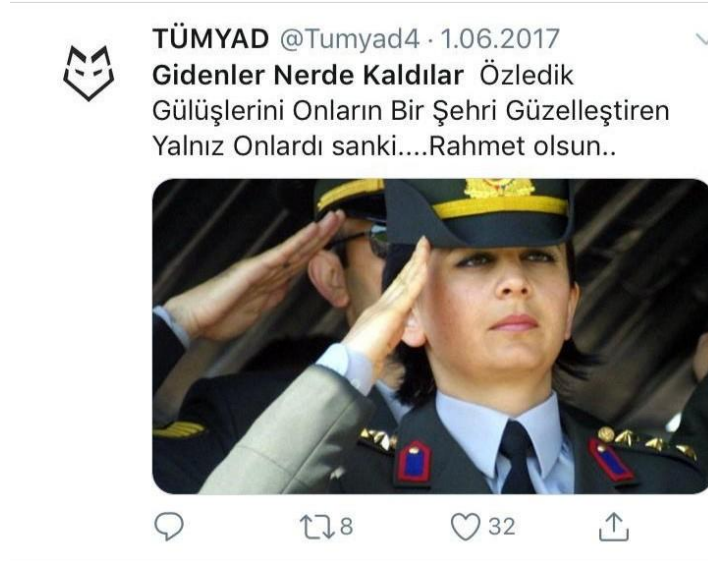 TÜMYAD @Tumyad4 · 1.06.2017
Gidenler Nerde Kaldılar Özledik
Gülüşlerini Onların Bir Şehri Güzelleştiren
Yalnız Onlardı sanki....Rahmet olsun..
8 32